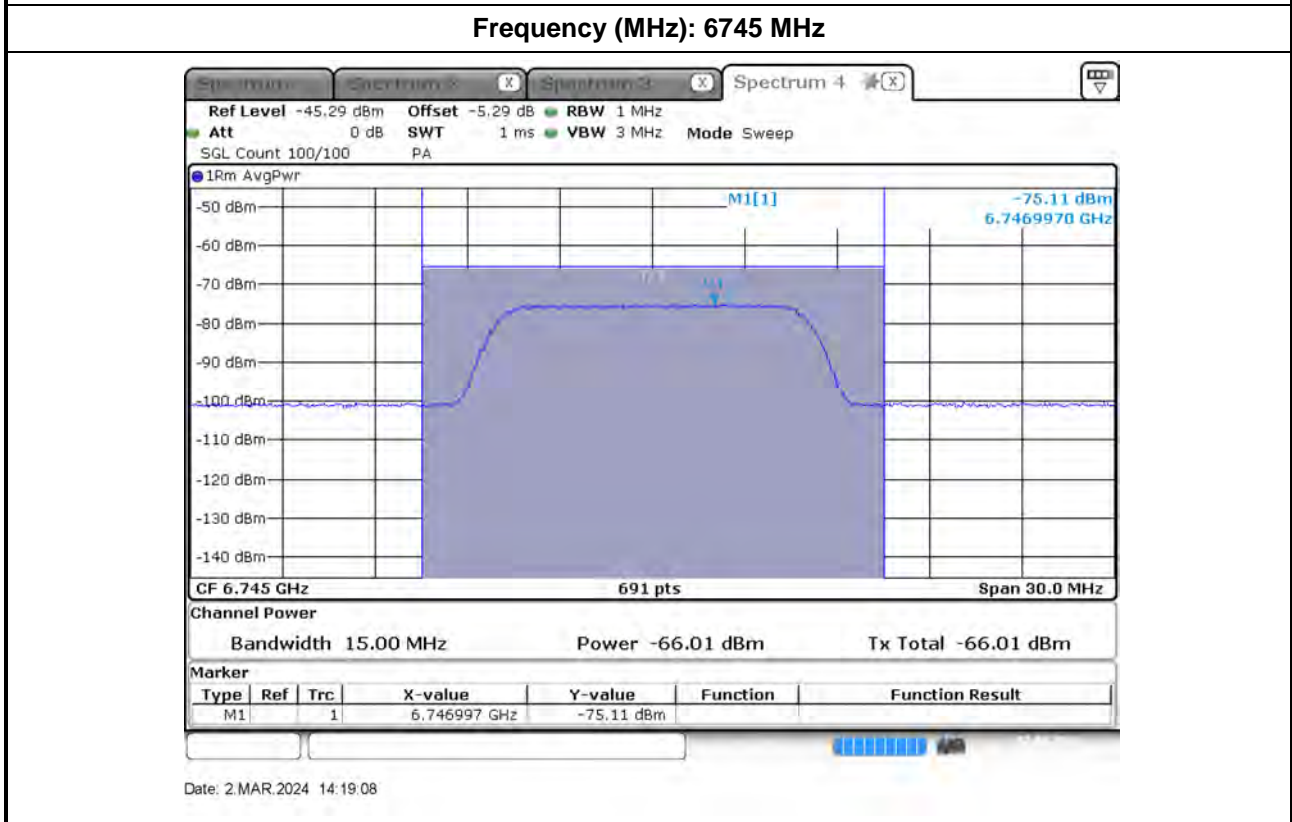 Frequency (MHz): 6745 MHz
Spectrum 4
Ref Level -45.29 dBm Offset -5.29 dB RBW 1 MHz
Att 0 dB SWT 1 ms VBW 3 MHz Mode Sweep
SGL Count 100/100 PA
1Rm AvgPwr
M1[1] -75.11 dBm
6.7469970 GHz
-50 dBm
-60 dBm
-70 dBm
-80 dBm
-90 dBm
-100 dBm
-110 dBm
-120 dBm
-130 dBm
-140 dBm
CF 6.745 GHz 691 pts Span 30.0 MHz
Channel Power
Bandwidth 15.00 MHz Power -66.01 dBm Tx Total -66.01 dBm
Marker
Type Ref Trc X-value Y-value Function Function Result
M1 1 6.746997 GHz -75.11 dBm
Date: 2.MAR.2024 14:19:08